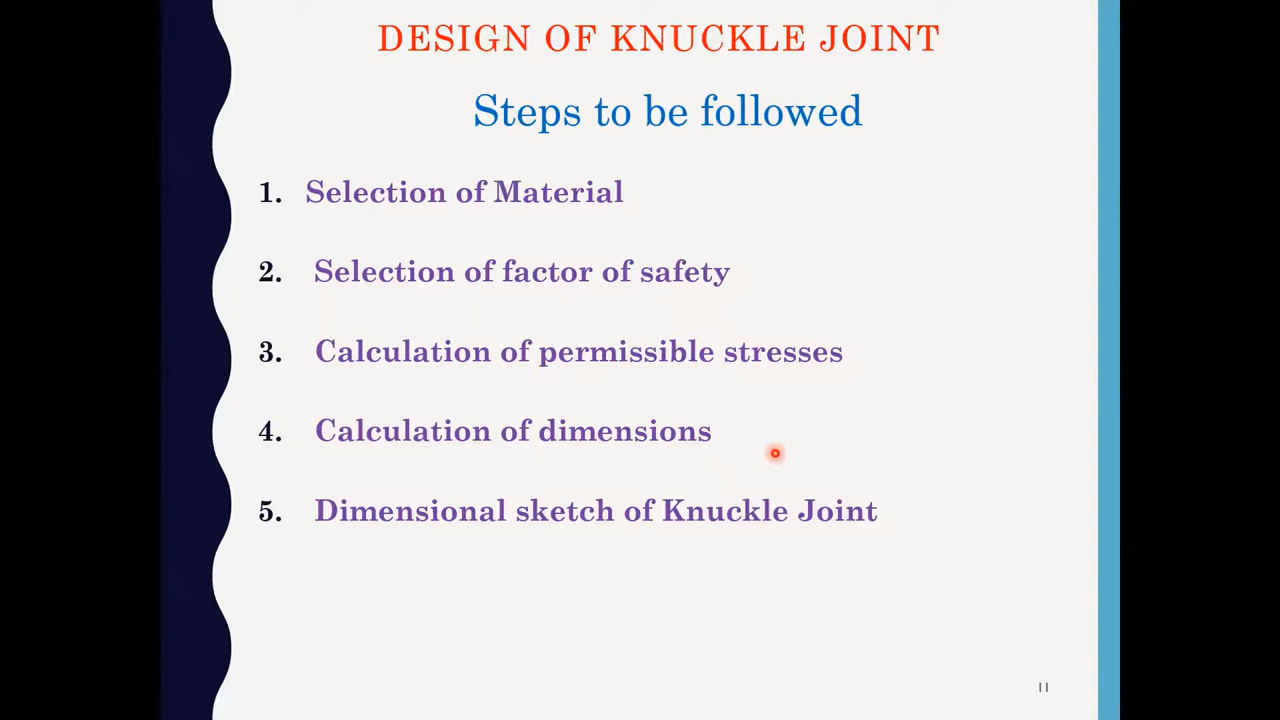 DESIGN OF KNUCKLE JOINT
Steps to be followed
1. Selection of Material
2. Selection of factor of safety
3. Calculation of permissible stresses
4. Calculation of dimensions
5. Dimensional sketch of Knuckle Joint
11